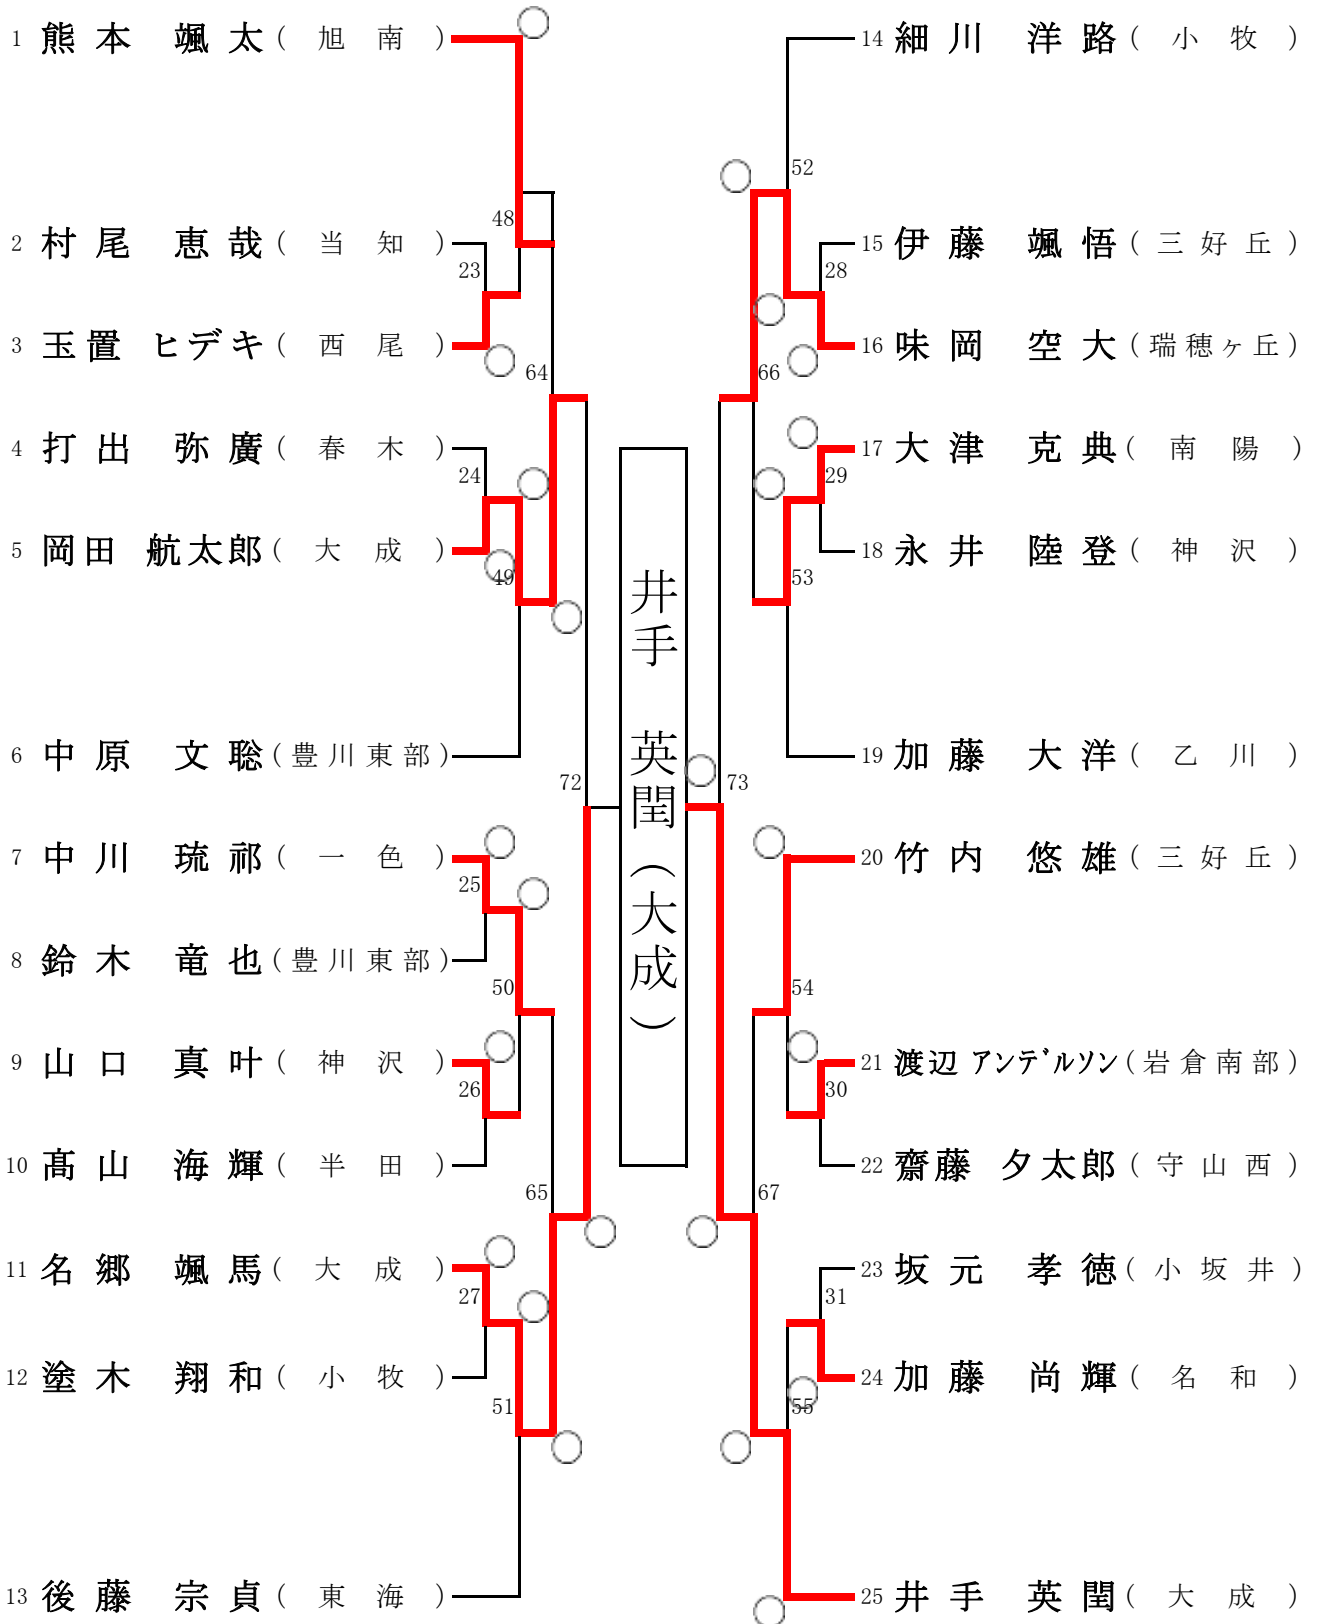 1 熊本 颯太 ( 旭南 )
2 村尾 恵哉 ( 当知 )
3 玉置 ヒデキ ( 西尾 )
4 打出 弥廣 ( 春木 )
5 岡田 航太郎 ( 大成 )
6 中原 文聡 ( 豊川東部 )
7 中川 琉祁 ( 一色 )
8 鈴木 竜也 ( 豊川東部 )
9 山口 真叶 ( 神沢 )
10 髙山 海輝 ( 半田 )
11 名郷 颯馬 ( 大成 )
12 塗木 翔和 ( 小牧 )
13 後藤 宗貞 ( 東海 )
48
23
64
24
49
72
25
50
26
65
27
51
井手 英閏 (大成)
52
28
66
29
53
73
54
30
67
31
55
14 細川 洋路 ( 小牧 )
15 伊藤 颯悟 ( 三好丘 )
16 味岡 空大 ( 瑞穂ヶ丘 )
17 大津 克典 ( 南陽 )
18 永井 陸登 ( 神沢 )
19 加藤 大洋 ( 乙川 )
20 竹内 悠雄 ( 三好丘 )
21 渡辺 アンデルソン ( 岩倉南部 )
22 齋藤 夕太郎 ( 守山西 )
23 坂元 孝徳 ( 小坂井 )
24 加藤 尚輝 ( 名和 )
25 井手 英閏 ( 大成 )